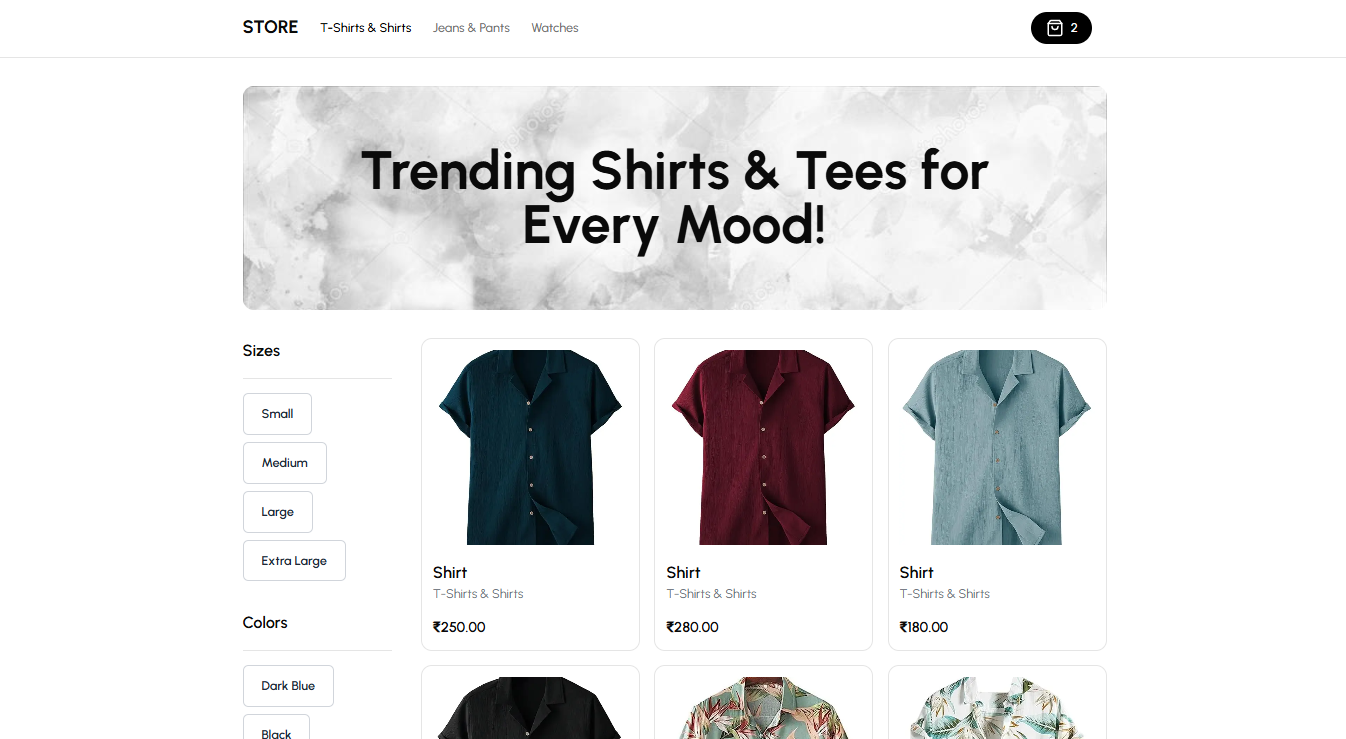 STORE
T-Shirts & Shirts
Jeans & Pants
Watches
2
Trending Shirts & Tees for
Every Mood!
Sizes
Small
Medium
Large
Extra Large
Colors
Dark Blue
Black
Shirt
T-Shirts & Shirts
₹250.00
Shirt
T-Shirts & Shirts
₹280.00
Shirt
T-Shirts & Shirts
₹180.00